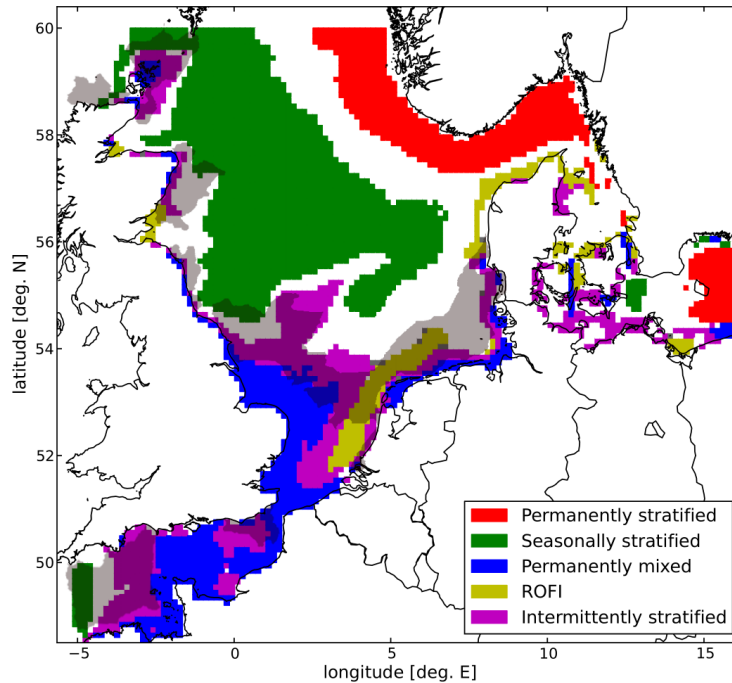 60
58
56
54
52
50
latitude [deg. N]
Permanently stratified
Seasonally stratified
Permanently mixed
ROFI
Intermittently stratified
−5
0
5
10
15
longitude [deg. E]